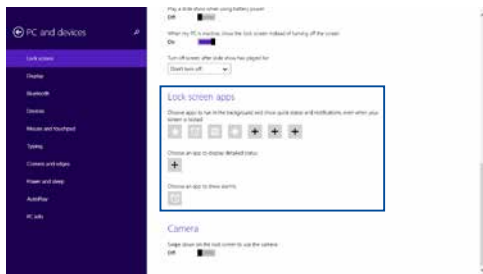 PC and devices
Lock screen
Display
Bluetooth
Devices
Mouse and touchpad
Typing
Corners and edges
Power and sleep
AutoPlay
PC info
Play a slide show when using battery power
Off
When my PC is inactive, show the lock screen instead of turning off the screen
On
Turn off screen after slide show has played for
Don't turn off
Lock screen apps
Choose apps to run in the background and show quick status and notifications, even when your
screen is locked
Choose an app to display detailed status
Choose an app to show alarms
Camera
Swipe down on the lock screen to use the camera
Off